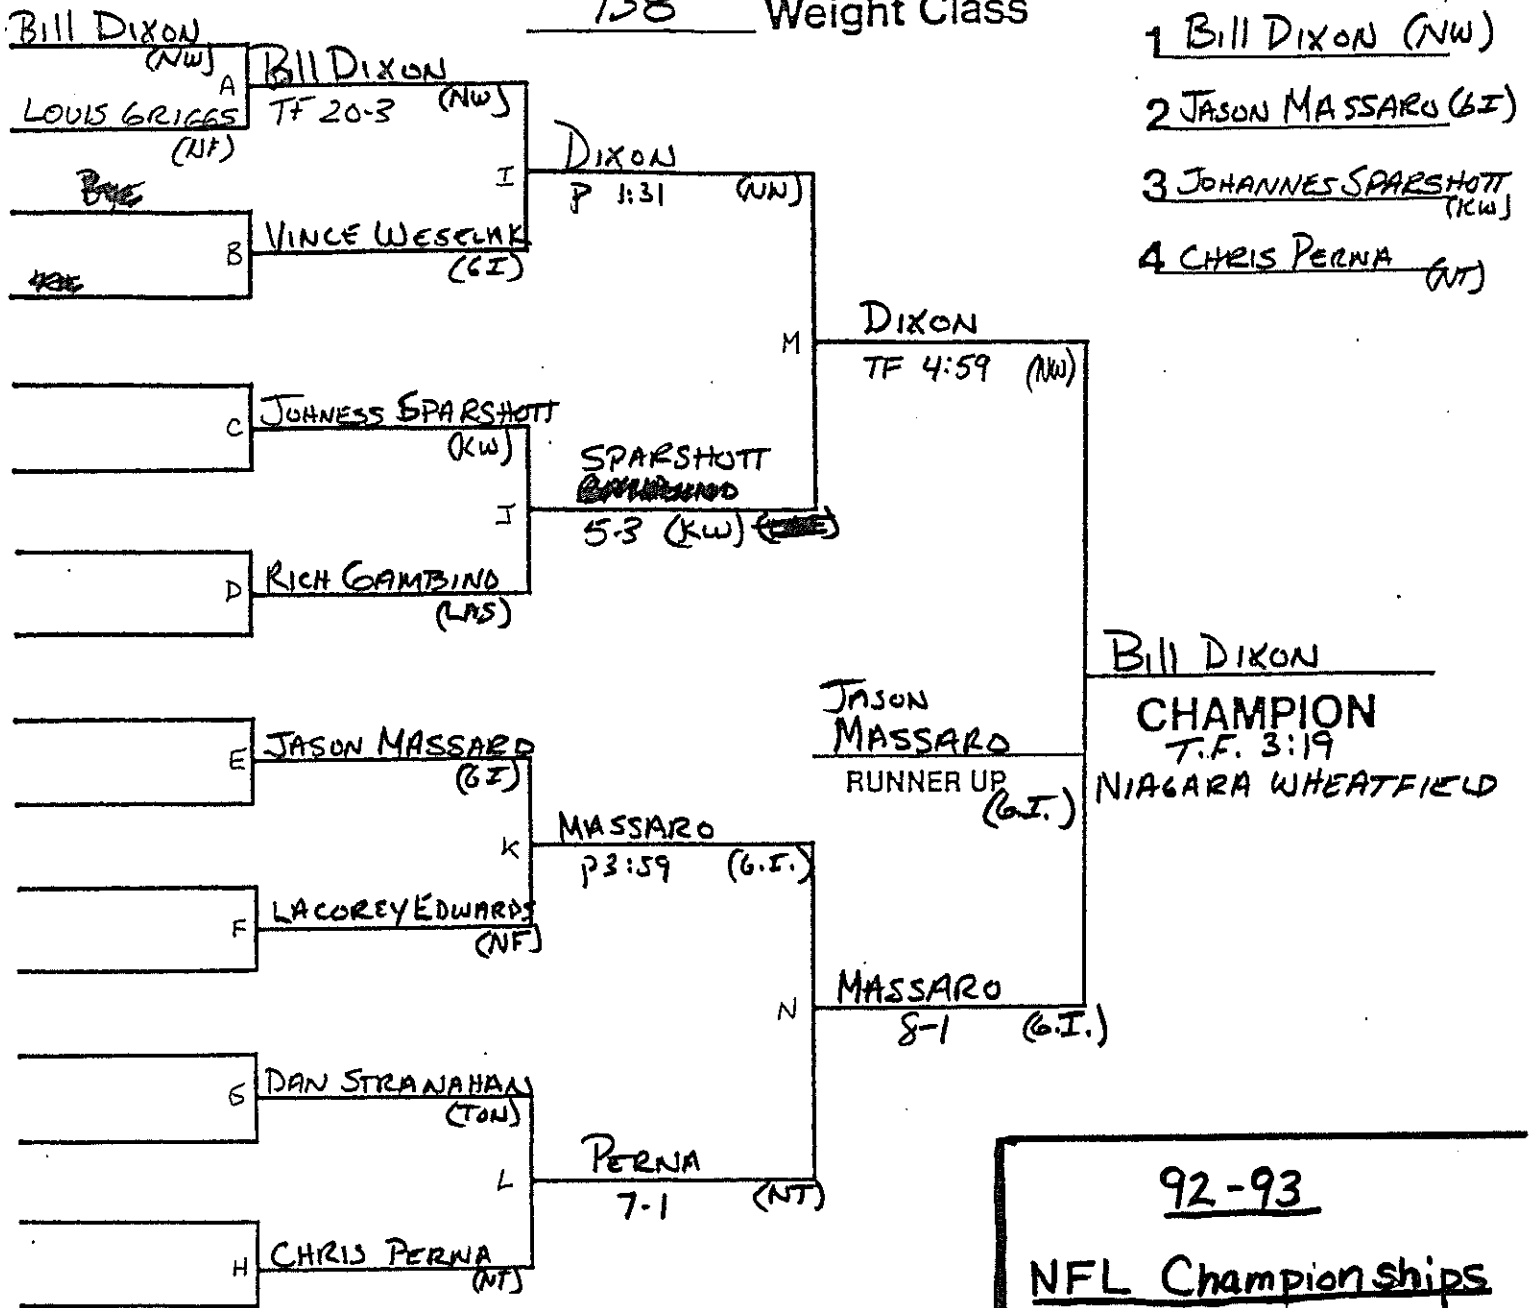 138 Weight Class
1 Bill DIXON (NW)
2 JASON MASSARO (GI)
3 JOHANNES SPARSHOTT
(KW)
4 CHRIS PERNA
(NT)
Bill DIXON
(NW)
A
LOUIS GRIGGS
(NF)
Bill DIXON
TF 20-3 (NW)
Bye
B
VINCE WESELAK
(GI)
I
DIXON
P 1:31 (NW)
C
JOHNESS SPARSHOTT
(KW)
J
SPARSHOTT
5-3 (KW)
D
RICH GAMBINO
(LAS)
M
DIXON
TF 4:59 (NW)
E
JASON MASSARO
(GI)
K
MASSARO
P 3:59 (G.I.)
F
LACOREY EDWARDS
(NF)
G
DAN STRANAHAN
(TON)
L
PERNA
7-1 (NT)
H
CHRIS PERNA
(NT)
N
MASSARO
8-1 (G.I.)
JASON
MASSARO
RUNNER UP
(G.I.)
Bill DIXON
CHAMPION
T.F. 3:19
NIAGARA WHEATFIELD
92-93
NFL Championships